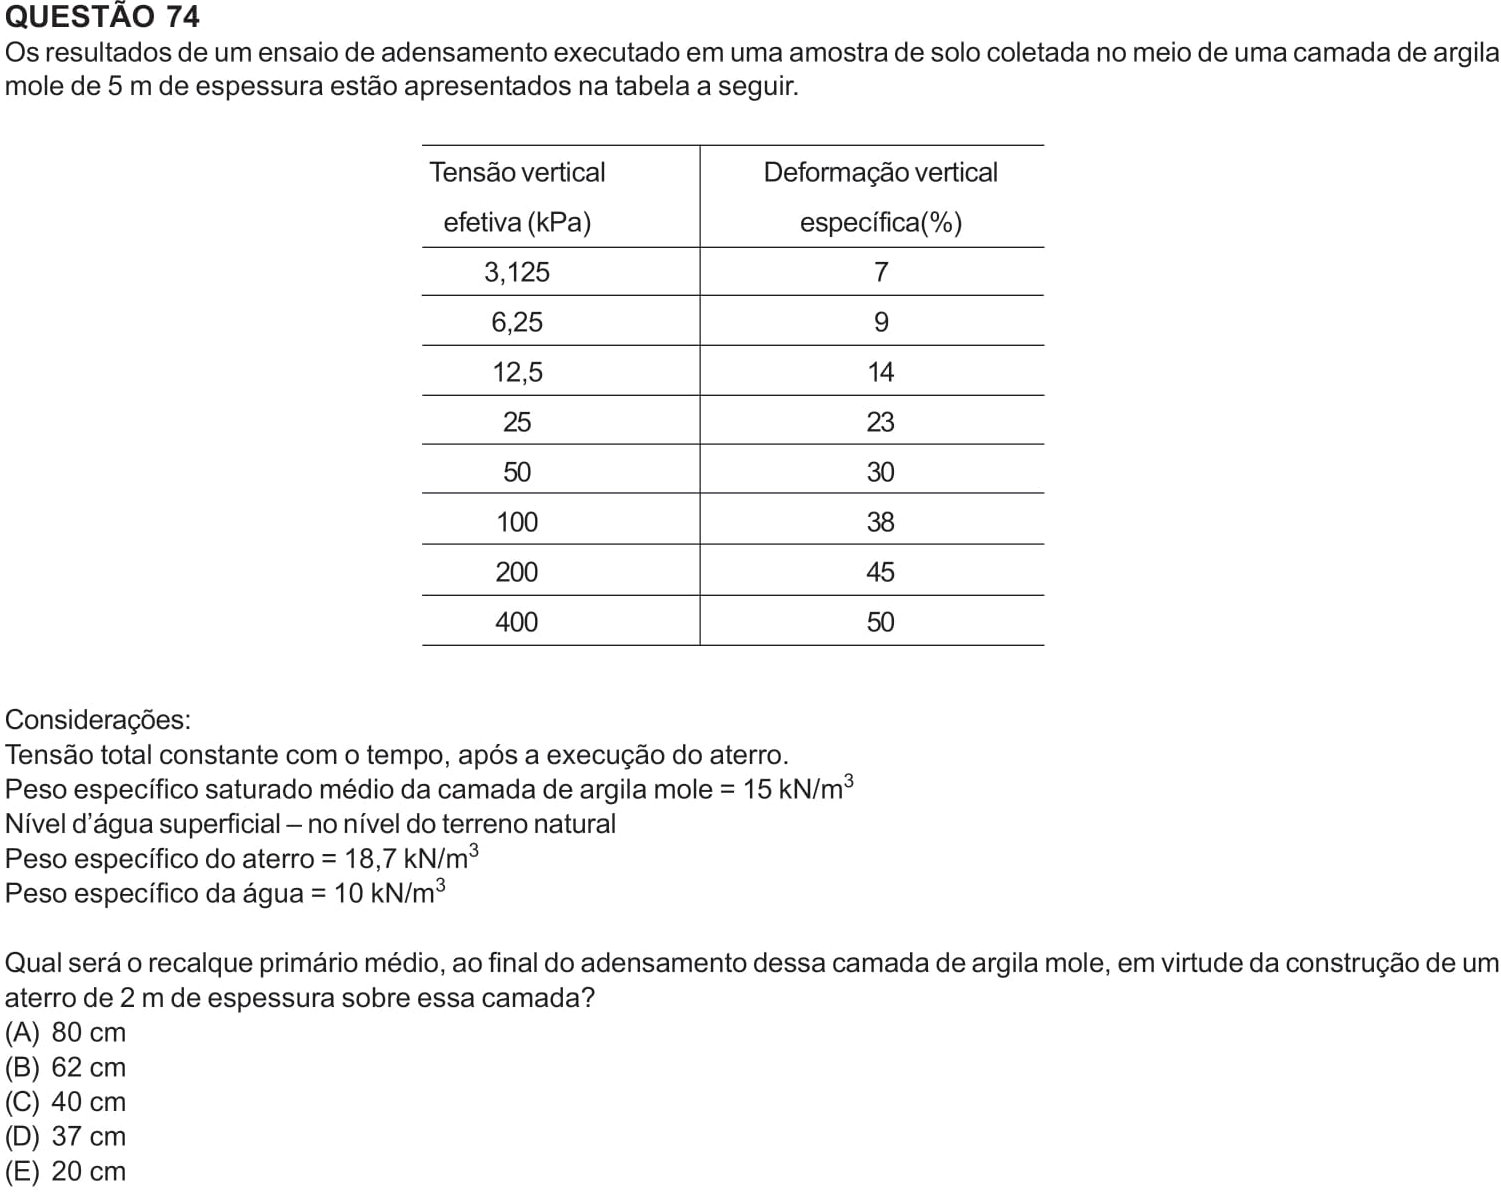 QUESTÃO 74
Os resultados de um ensaio de adensamento executado em uma amostra de solo coletada no meio de uma camada de argila
mole de 5 m de espessura estão apresentados na tabela a seguir.
Tensão vertical Deformação vertical
efetiva (kPa) específica(%)
3,125 7
6,25 9
12,5 14
25 23
50 30
100 38
200 45
400 50
Considerações:
Tensão total constante com o tempo, após a execução do aterro.
Peso específico saturado médio da camada de argila mole = 15 kN/m³
Nível d’água superficial – no nível do terreno natural
Peso específico do aterro = 18,7 kN/m³
Peso específico da água = 10 kN/m³
Qual será o recalque primário médio, ao final do adensamento dessa camada de argila mole, em virtude da construção de um
aterro de 2 m de espessura sobre essa camada?
(A) 80 cm
(B) 62 cm
(C) 40 cm
(D) 37 cm
(E) 20 cm